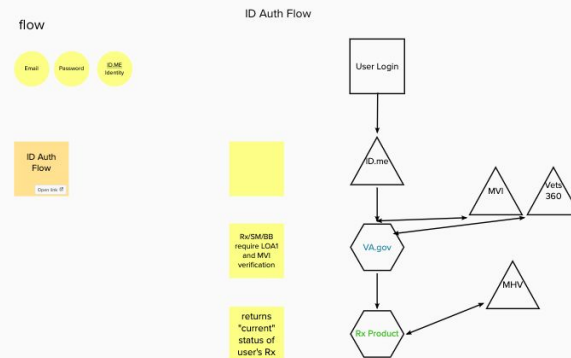 ID Auth Flow
flow
Email
Password
ID.ME
Identity
User Login
ID Auth
Flow
Open link
ID.me
MVI
Vets
360
Rx/SM/BB
require LOA1
and MVI
verification
VA.gov
MHV
returns
"current"
status of
user's Rx
Rx Product